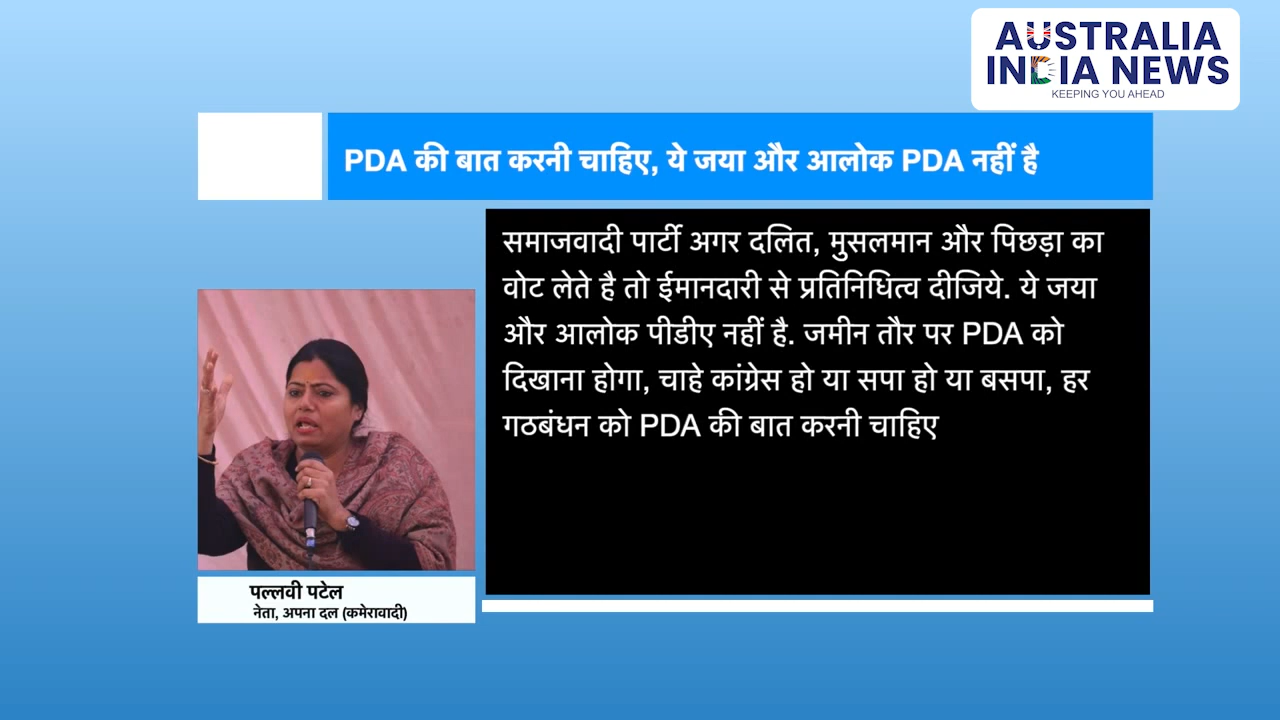 AUSTRALIA
INDIA NEWS
KEEPING YOU AHEAD
PDA की बात करनी चाहिए, ये जया और आलोक PDA नहीं है
समाजवादी पार्टी अगर दलित, मुसलमान और पिछड़ा का
वोट लेते है तो ईमानदारी से प्रतिनिधित्व दीजिये. ये जया
और आलोक पीडीए नहीं है. जमीन तौर पर PDA को
दिखाना होगा, चाहे कांग्रेस हो या सपा हो या बसपा, हर
गठबंधन को PDA की बात करनी चाहिए
पल्लवी पटेल
नेता, अपना दल (कमेरावादी)